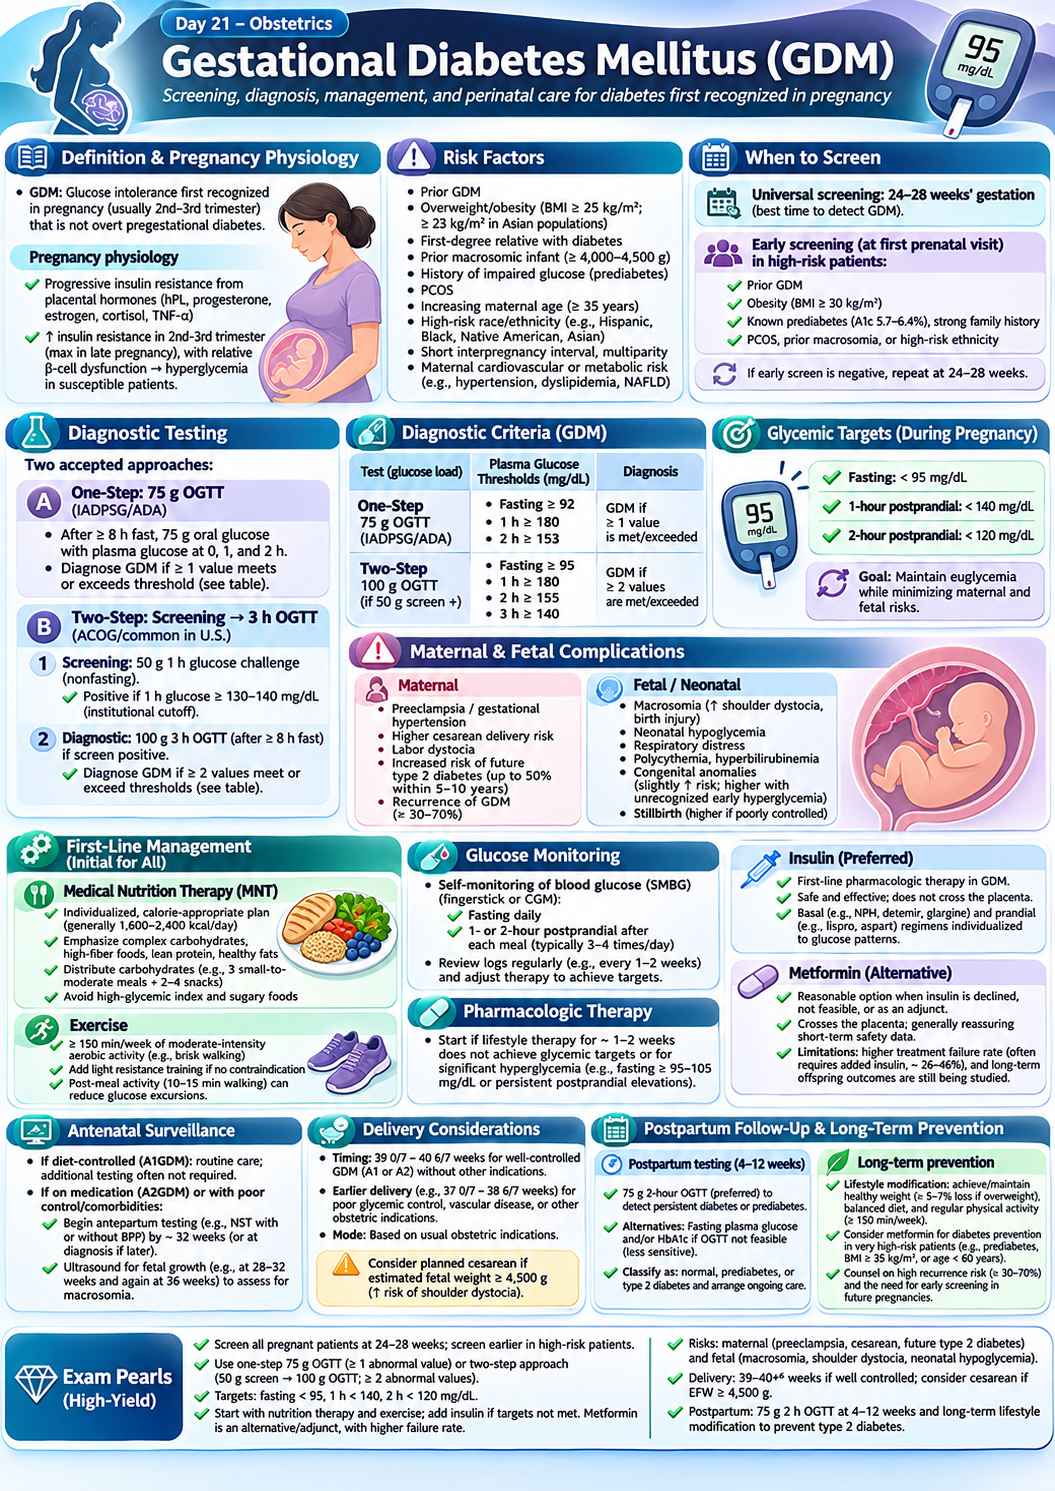 Day 21 – Obstetrics
Gestational Diabetes Mellitus (GDM)
Screening, diagnosis, management, and perinatal care for diabetes first recognized in pregnancy
95
mg/dL
Definition & Pregnancy Physiology
• GDM: Glucose intolerance first recognized
in pregnancy (usually 2nd–3rd trimester)
that is not overt pregestational diabetes.
Pregnancy physiology
Progressive insulin resistance from
placental hormones (hPL, progesterone,
estrogen, cortisol, TNF-α)
↑ insulin resistance in 2nd-3rd trimester
(max in late pregnancy), with relative
β-cell dysfunction → hyperglycemia
in susceptible patients.
Risk Factors
• Prior GDM
• Overweight/obesity (BMI ≥ 25 kg/m²;
≥ 23 kg/m² in Asian populations)
• First-degree relative with diabetes
• Prior macrosomic infant (≥ 4,000–4,500 g)
• History of impaired glucose (prediabetes)
• PCOS
• Increasing maternal age (≥ 35 years)
• High-risk race/ethnicity (e.g., Hispanic,
Black, Native American, Asian)
• Short interpregnancy interval, multiparity
• Maternal cardiovascular or metabolic risk
(e.g., hypertension, dyslipidemia, NAFLD)
When to Screen
Universal screening: 24–28 weeks' gestation
(best time to detect GDM).
Early screening (at first prenatal visit)
in high-risk patients:
Prior GDM
Obesity (BMI ≥ 30 kg/m²)
Known prediabetes (A1c 5.7–6.4%), strong family history
PCOS, prior macrosomia, or high-risk ethnicity
If early screen is negative, repeat at 24–28 weeks.
Diagnostic Testing
Two accepted approaches:
A
One-Step: 75 g OGTT
(IADPSG/ADA)
• After ≥ 8 h fast, 75 g oral glucose
with plasma glucose at 0, 1, and 2 h.
• Diagnose GDM if ≥ 1 value meets
or exceeds threshold (see table).
B
Two-Step: Screening → 3 h OGTT
(ACOG/common in U.S.)
1
Screening: 50 g 1 h glucose challenge
(nonfasting).
Positive if 1 h glucose ≥ 130–140 mg/dL
(institutional cutoff).
2
Diagnostic: 100 g 3 h OGTT (after ≥ 8 h fast)
if screen positive.
Diagnose GDM if ≥ 2 values meet or
exceed thresholds (see table).
Diagnostic Criteria (GDM)
Test (glucose load)
Plasma Glucose
Thresholds (mg/dL)
Diagnosis
One-Step
75 g OGTT
(IADPSG/ADA)
• Fasting ≥ 92
• 1 h ≥ 180
• 2 h ≥ 153
GDM if
≥ 1 value
is met/exceeded
Two-Step
100 g OGTT
(if 50 g screen +)
• Fasting ≥ 95
• 1 h ≥ 180
• 2 h ≥ 155
• 3 h ≥ 140
GDM if
≥ 2 values
are met/exceeded
Glycemic Targets (During Pregnancy)
95
mg/dL
Fasting: < 95 mg/dL
1-hour postprandial: < 140 mg/dL
2-hour postprandial: < 120 mg/dL
Goal: Maintain euglycemia
while minimizing maternal and
fetal risks.
Maternal & Fetal Complications
Maternal
• Preeclampsia / gestational
hypertension
• Higher cesarean delivery risk
• Labor dystocia
• Increased risk of future
type 2 diabetes (up to 50%
within 5–10 years)
• Recurrence of GDM
(≥ 30–70%)
Fetal / Neonatal
• Macrosomia (↑ shoulder dystocia,
birth injury)
• Neonatal hypoglycemia
• Respiratory distress
• Polycythemia, hyperbilirubinemia
• Congenital anomalies
(slightly ↑ risk; higher with
unrecognized early hyperglycemia)
• Stillbirth (higher if poorly controlled)
First-Line Management
(Initial for All)
Medical Nutrition Therapy (MNT)
Individualized, calorie-appropriate plan
(generally 1,600–2,400 kcal/day)
Emphasize complex carbohydrates,
high-fiber foods, lean protein, healthy fats
Distribute carbohydrates (e.g., 3 small-to-
moderate meals + 2–4 snacks)
Avoid high-glycemic index and sugary foods
Exercise
≥ 150 min/week of moderate-intensity
aerobic activity (e.g., brisk walking)
Add light resistance training if no contraindication
Post-meal activity (10–15 min walking) can
reduce glucose excursions.
Glucose Monitoring
• Self-monitoring of blood glucose (SMBG)
(fingerstick or CGM):
Fasting daily
1- or 2-hour postprandial after
each meal (typically 3–4 times/day)
• Review logs regularly (e.g., every 1–2 weeks)
and adjust therapy to achieve targets.
Pharmacologic Therapy
• Start if lifestyle therapy for ~ 1–2 weeks
does not achieve glycemic targets or for
significant hyperglycemia (e.g., fasting ≥ 95–105
mg/dL or persistent postprandial elevations).
Insulin (Preferred)
First-line pharmacologic therapy in GDM.
Safe and effective; does not cross the placenta.
Basal (e.g., NPH, detemir, glargine) and prandial
(e.g., lispro, aspart) regimens individualized
to glucose patterns.
Metformin (Alternative)
Reasonable option when insulin is declined,
not feasible, or as an adjunct.
Crosses the placenta; generally reassuring
short-term safety data.
Limitations: higher treatment failure rate (often
requires added insulin, ~ 26–46%), and long-term
offspring outcomes are still being studied.
Antenatal Surveillance
• If diet-controlled (A1GDM): routine care;
additional testing often not required.
• If on medication (A2GDM) or with poor
control/comorbidities:
Begin antepartum testing (e.g., NST with
or without BPP) by ~ 32 weeks (or at
diagnosis if later).
Ultrasound for fetal growth (e.g., at 28–32
weeks and again at 36 weeks) to assess for
macrosomia.
Delivery Considerations
• Timing: 39 0/7 – 40 6/7 weeks for well-controlled
GDM (A1 or A2) without other indications.
• Earlier delivery (e.g., 37 0/7 – 38 6/7 weeks) for
poor glycemic control, vascular disease, or other
obstetric indications.
• Mode: Based on usual obstetric indications.
Consider planned cesarean if
estimated fetal weight ≥ 4,500 g
(↑ risk of shoulder dystocia).
Postpartum Follow-Up & Long-Term Prevention
Postpartum testing (4–12 weeks)
75 g 2-hour OGTT (preferred) to
detect persistent diabetes or prediabetes.
Alternatives: Fasting plasma glucose
and/or HbA1c if OGTT not feasible
(less sensitive).
Classify as: normal, prediabetes, or
type 2 diabetes and arrange ongoing care.
Long-term prevention
Lifestyle modification: achieve/maintain
healthy weight (≥ 5–7% loss if overweight),
balanced diet, and regular physical activity
(≥ 150 min/week).
Consider metformin for diabetes prevention
in very high-risk patients (e.g., prediabetes,
BMI ≥ 35 kg/m², or age < 60 years).
Counsel on high recurrence risk (≥ 30–70%)
and the need for early screening in
future pregnancies.
Exam Pearls
(High-Yield)
Screen all pregnant patients at 24–28 weeks; screen earlier in high-risk patients.
Use one-step 75 g OGTT (≥ 1 abnormal value) or two-step approach
(50 g screen → 100 g OGTT; ≥ 2 abnormal values).
Targets: fasting < 95, 1 h < 140, 2 h < 120 mg/dL.
Start with nutrition therapy and exercise; add insulin if targets not met. Metformin
is an alternative/adjunct, with higher failure rate.
Risks: maternal (preeclampsia, cesarean, future type 2 diabetes)
and fetal (macrosomia, shoulder dystocia, neonatal hypoglycemia).
Delivery: 39–40+⁶ weeks if well controlled; consider cesarean if
EFW ≥ 4,500 g.
Postpartum: 75 g 2 h OGTT at 4–12 weeks and long-term lifestyle
modification to prevent type 2 diabetes.